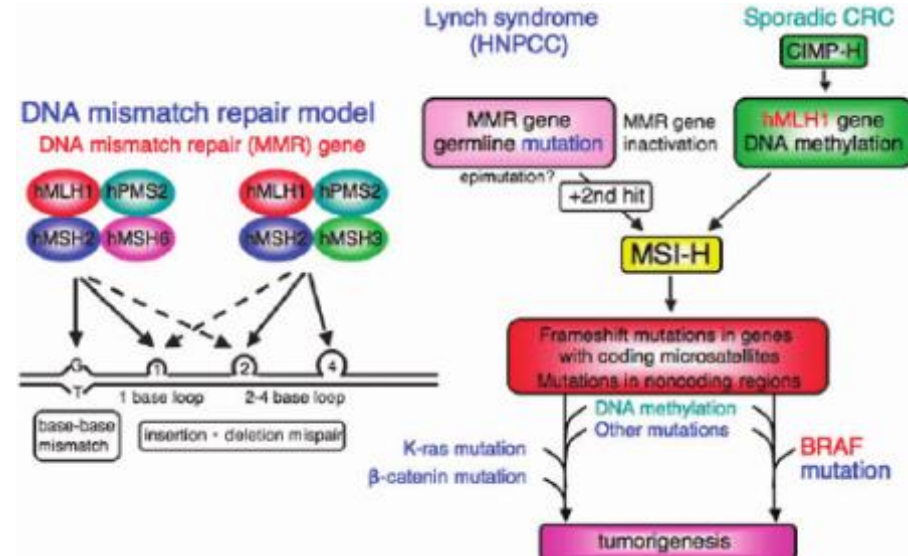 DNA mismatch repair model
DNA mismatch repair (MMR) gene
hMLH1 hPMS2
hMSH2 hMSH6
hMLH1 hPMS2
hMSH2 hMSH3
G
T
1
2
4
1 base loop
2-4 base loop
base-base
mismatch
insertion・deletion mispair
Lynch syndrome
(HNPCC)
Sporadic CRC
CIMP-H
MMR gene
germline mutation
MMR gene
inactivation
hMLH1 gene
DNA methylation
epimutation?
+2nd hit
MSI-H
Frameshift mutations in genes
with coding microsatellites
Mutations in noncoding regions
DNA methylation
Other mutations
K-ras mutation
β-catenin mutation
BRAF
mutation
tumorigenesis